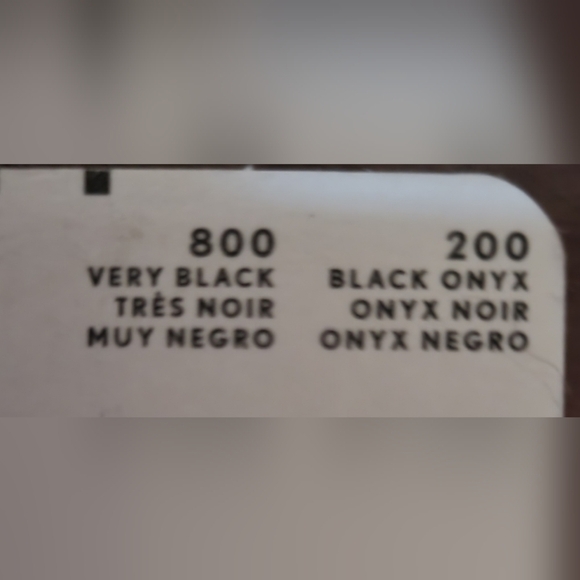 800
VERY BLACK
TRÈS NOIR
MUY NEGRO
200
BLACK ONYX
ONYX NOIR
ONYX NEGRO